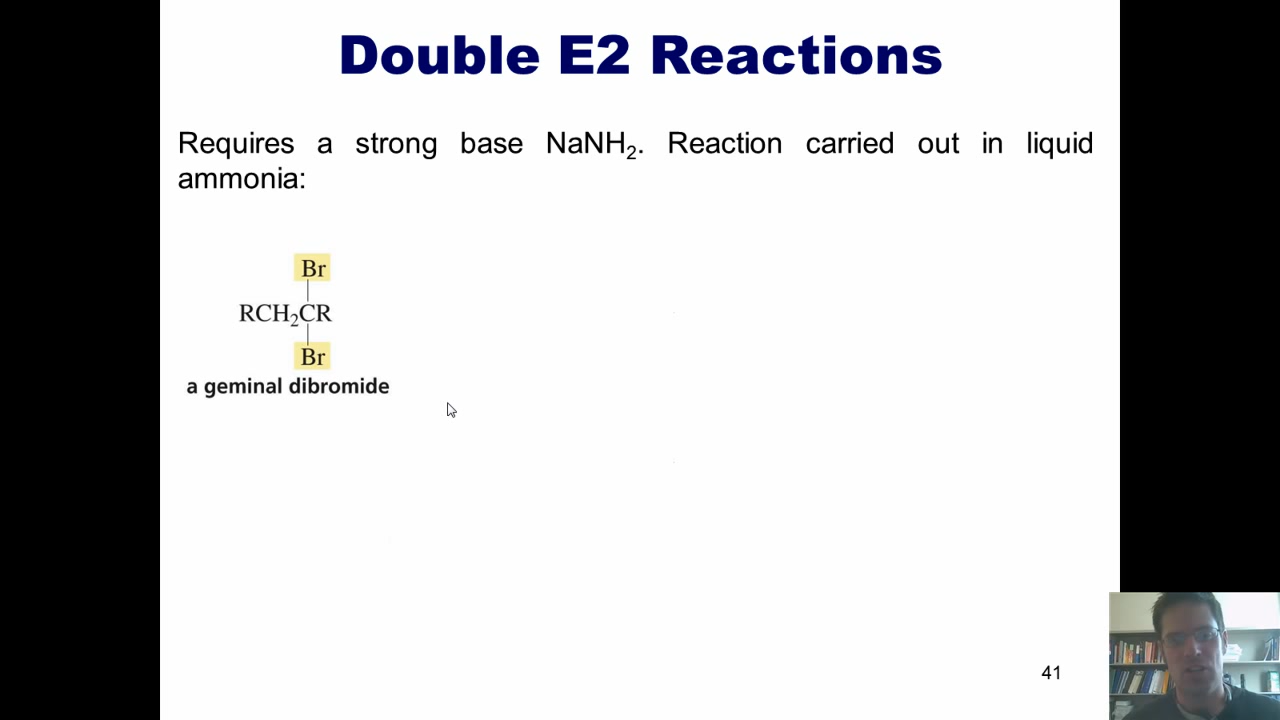 Double E2 Reactions
Requires a strong base NaNH₂. Reaction carried out in liquid
ammonia:
Br
RCH₂CR
Br
a geminal dibromide
41